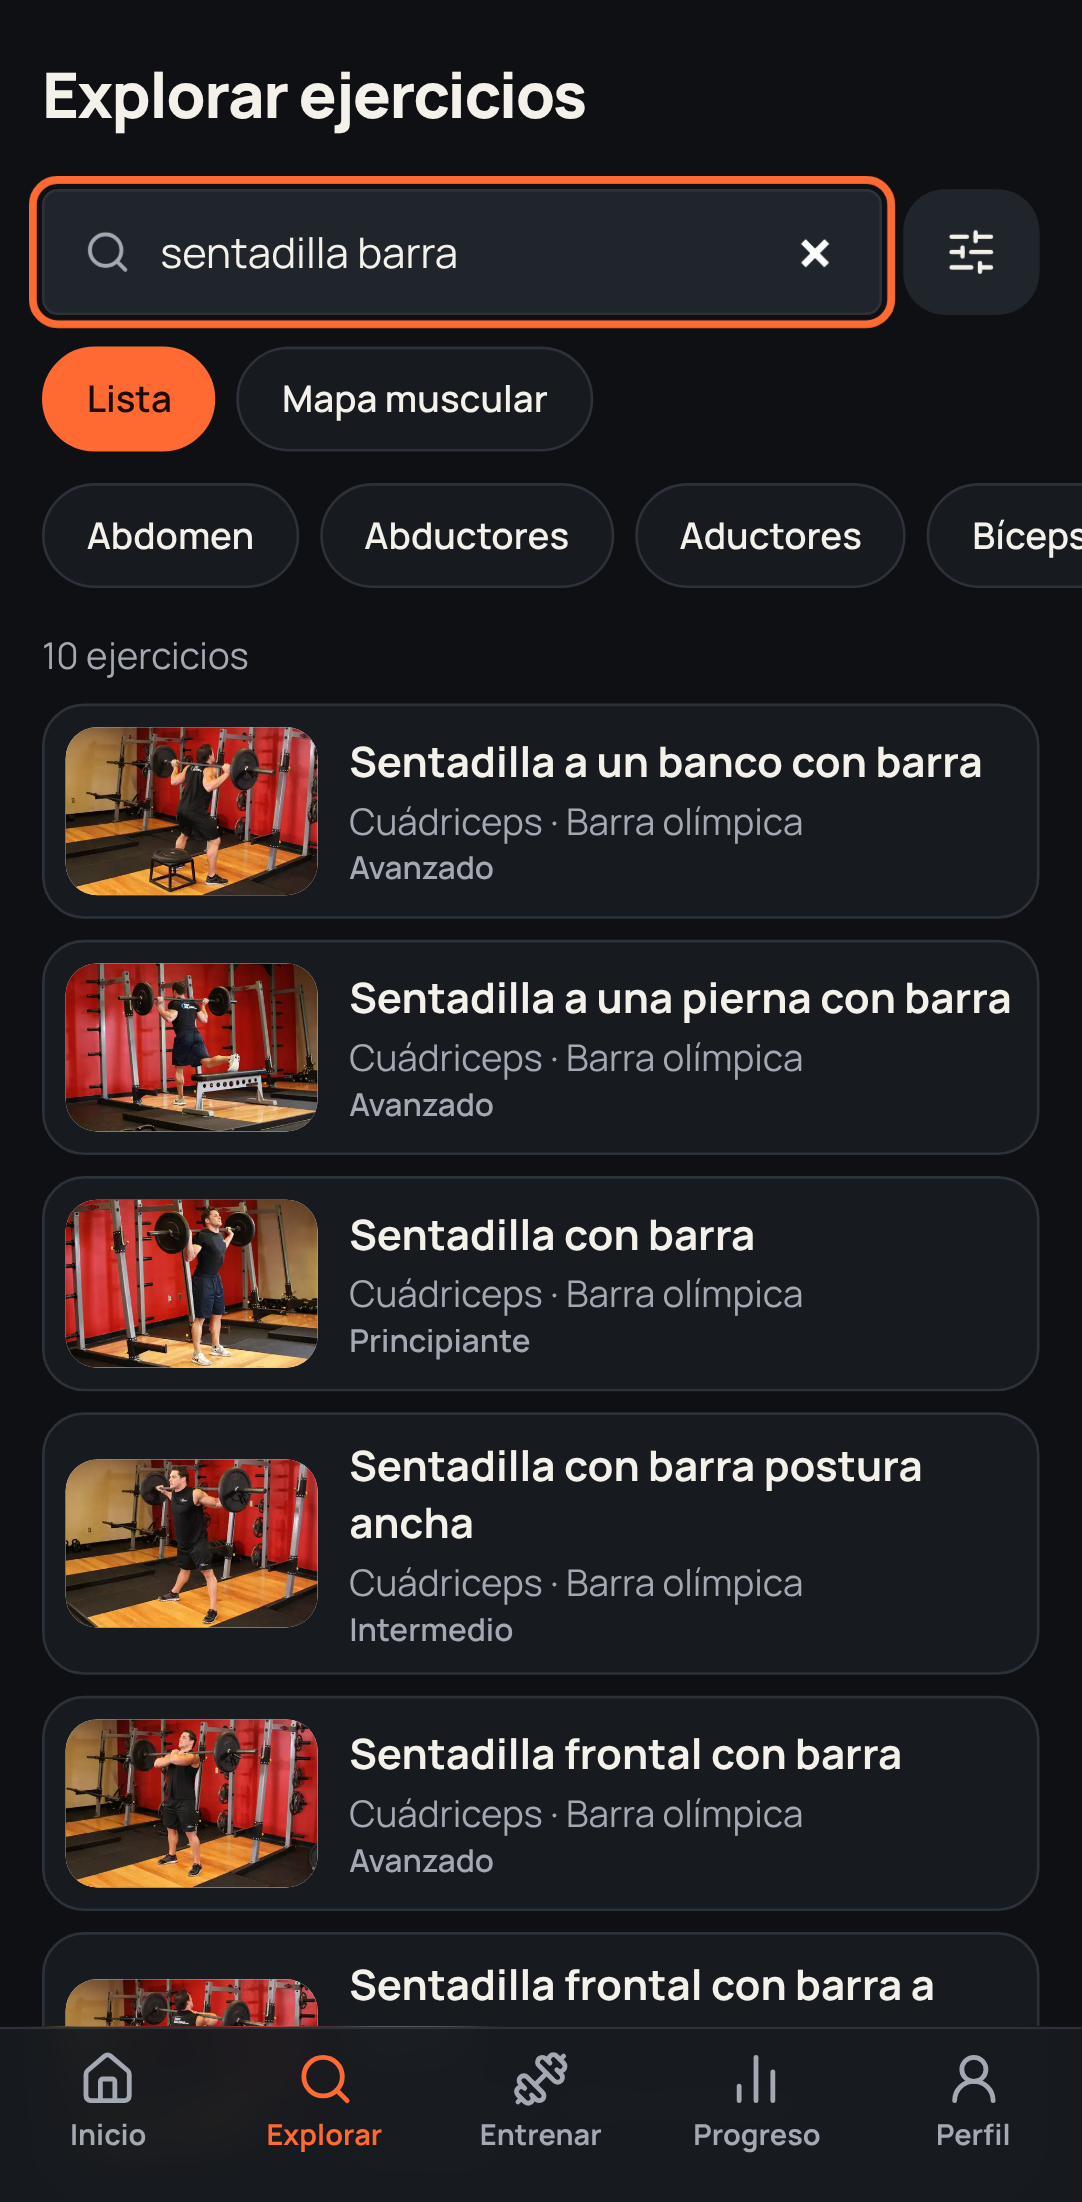 Explorar ejercicios
sentadilla barra
Lista
Mapa muscular
Abdomen
Abductores
Aductores
Bíceps
10 ejercicios
Sentadilla a un banco con barra
Cuádriceps · Barra olímpica
Avanzado
Sentadilla a una pierna con barra
Cuádriceps · Barra olímpica
Avanzado
Sentadilla con barra
Cuádriceps · Barra olímpica
Principiante
Sentadilla con barra postura
ancha
Cuádriceps · Barra olímpica
Intermedio
Sentadilla frontal con barra
Cuádriceps · Barra olímpica
Avanzado
Sentadilla frontal con barra a
Inicio
Explorar
Entrenar
Progreso
Perfil